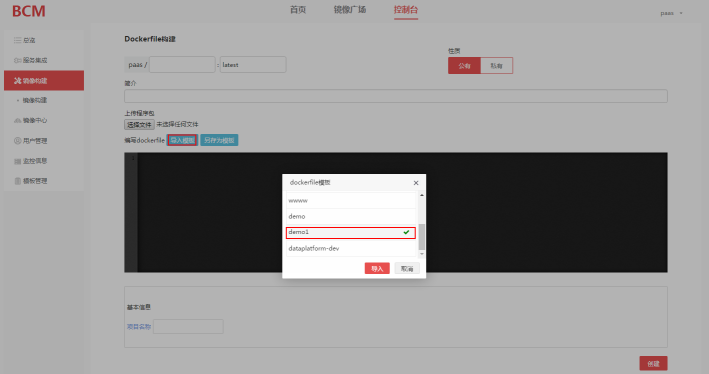 BCM
首页 镜像广场 控制台
paas
总览
服务集成
镜像构建
镜像构建
镜像中心
用户管理
监控信息
模板管理
Dockerfile构建
paas / : latest
性质
公有 私有
简介
上传程序包
选择文件 未选择任何文件
编写dockerfile 导入模板 另存为模板
dockerfile模板
wwww
demo
demo1
dataplatform-dev
导入 取消
基本信息
项目名称
创建